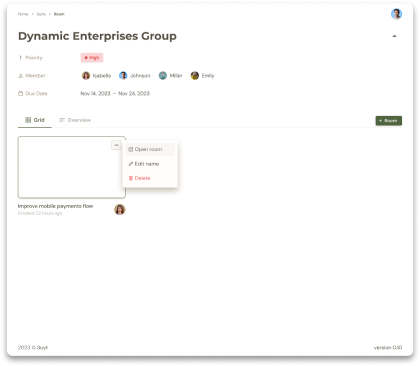 Home > Suite > Room
Dynamic Enterprises Group
Priority High
Member Isabella Johnson Miller Emily
Due Date Nov 14, 2023 → Nov 24, 2023
Grid Overview
+ Room
Open room
Edit name
Delete
Improve mobile payments flow
Created 22 hours ago
2023 © Suyt version 0.1.0